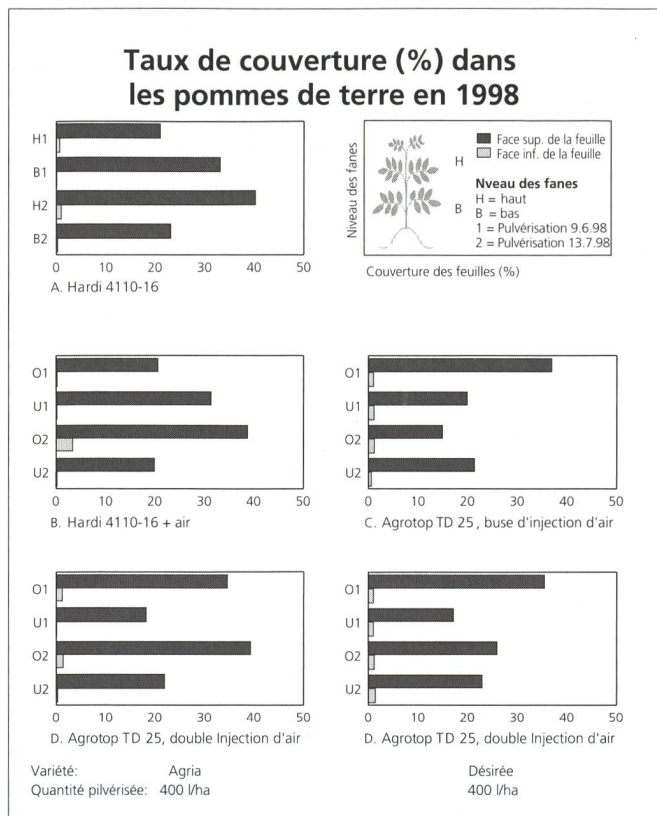 Taux de couverture (%) dans
les pommes de terre en 1998
H1
B1
H2
B2
0 10 20 30 40 50
A. Hardi 4110-16
Niveau des fanes
H
B
Face sup. de la feuille
Face inf. de la feuille
Nveau des fanes
H = haut
B = bas
1 = Pulvérisation 9.6.98
2 = Pulvérisation 13.7.98
Couverture des feuilles (%)
O1
U1
O2
U2
0 10 20 30 40 50
B. Hardi 4110-16 + air
O1
U1
O2
U2
0 10 20 30 40 50
C. Agrotop TD 25, buse d'injection d'air
O1
U1
O2
U2
0 10 20 30 40 50
D. Agrotop TD 25, double Injection d'air
O1
U1
O2
U2
0 10 20 30 40 50
D. Agrotop TD 25, double Injection d'air
Variété: Agria Désirée
Quantité pilvérisée: 400 l/ha 400 l/ha